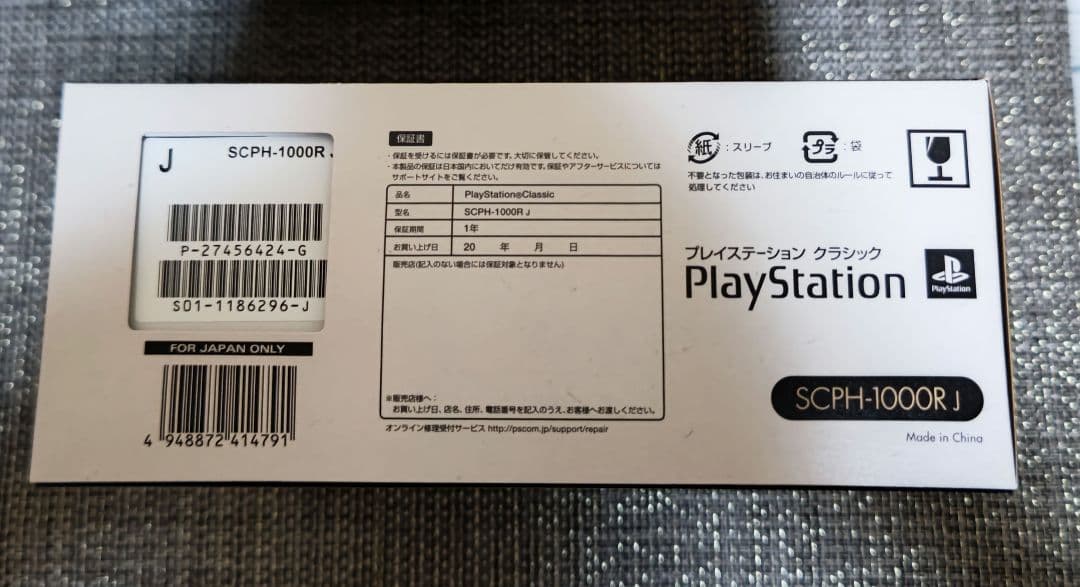 J
SCPH-1000R J
P-27456424-G
S01-1186296-J
FOR JAPAN ONLY
4 948872 414791
保証書
・保証を受けるには保証書が必要です。大切に保管してください。
・本製品の保証は日本国内においてだけ有効です。保証やアフターサービスについては
サポートサイトをご覧ください。
品名 PlayStation®Classic
型名 SCPH-1000R J
保証期間 1年
お買い上げ日 20 年 月 日
販売店(記入のない場合には保証対象となりません)
※販売店様へ：
お買い上げ日、店名、住所、電話番号を記入のうえ、お客様へお渡しください。
オンライン修理受付サービス http://pscom.jp/support/repair
紙：スリーブ プラ：袋
不要となった包装は、お住まいの自治体のルールに従って
処理してください
プレイステーション クラシック
PlayStation
PlayStation
SCPH-1000R J
Made in China